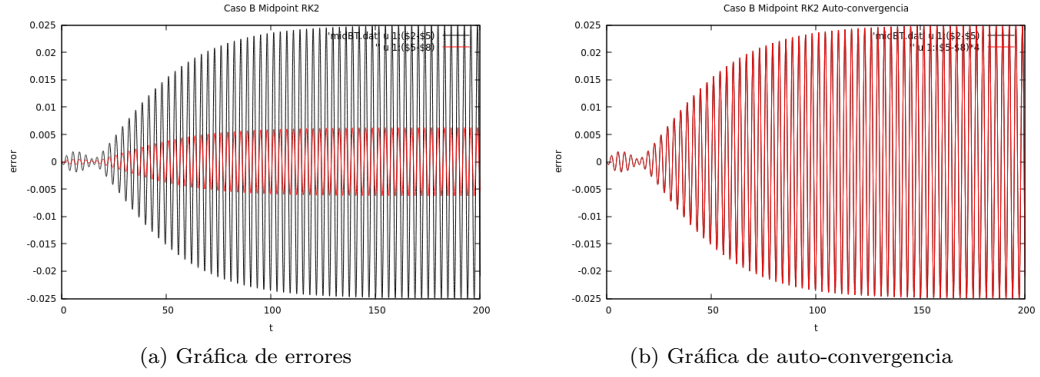 Caso B Midpoint RK2
'midBT.dat' u 1:($2-$5)
'' u 1:($5-$8)
0.025
0.02
0.015
0.01
0.005
0
-0.005
-0.01
-0.015
-0.02
-0.025
error
0 50 100 150 200
t
(a) Gráfica de errores
Caso B Midpoint RK2 Auto-convergencia
'midBT.dat' u 1:($2-$5)
'' u 1:($5-$8)*4
0.025
0.02
0.015
0.01
0.005
0
-0.005
-0.01
-0.015
-0.02
-0.025
error
0 50 100 150 200
t
(b) Gráfica de auto-convergencia